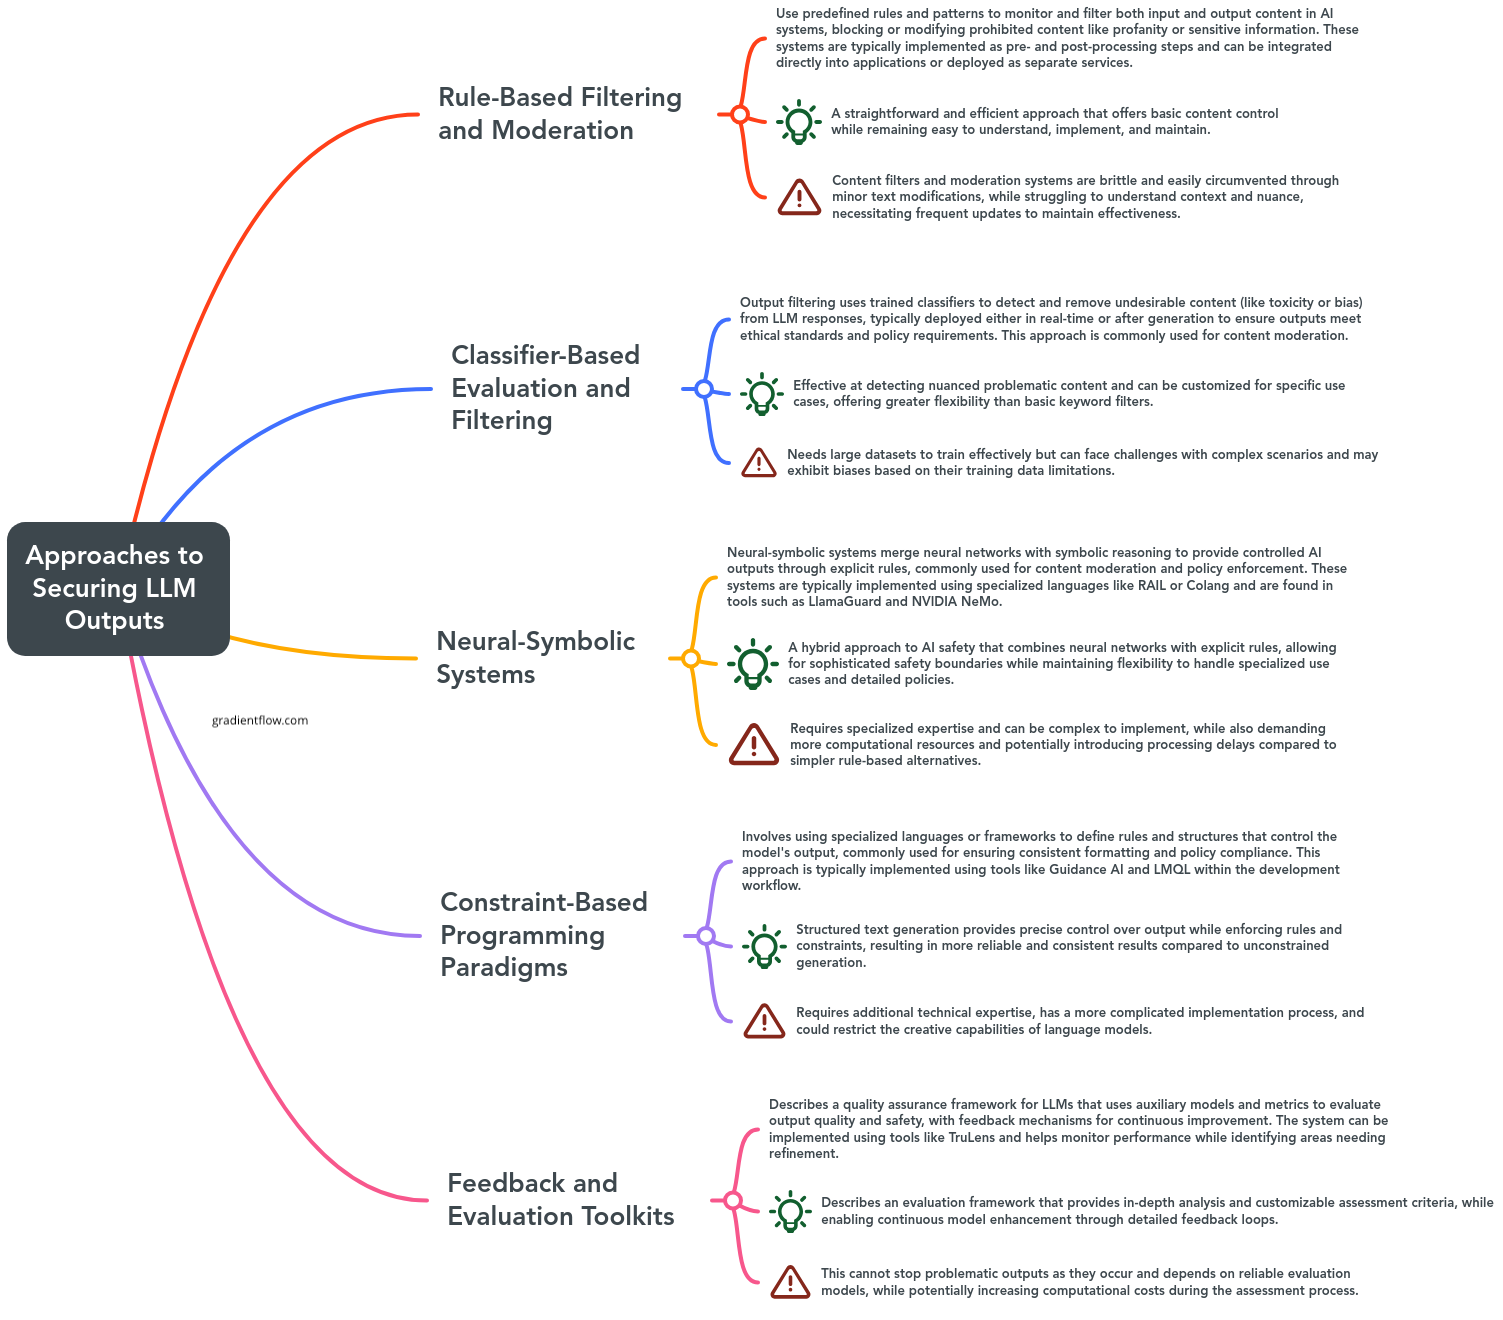 Approaches to
Securing LLM
Outputs
gradientflow.com
Rule-Based Filtering
and Moderation
Use predefined rules and patterns to monitor and filter both input and output content in AI
systems, blocking or modifying prohibited content like profanity or sensitive information. These
systems are typically implemented as pre- and post-processing steps and can be integrated
directly into applications or deployed as separate services.
A straightforward and efficient approach that offers basic content control
while remaining easy to understand, implement, and maintain.
Content filters and moderation systems are brittle and easily circumvented through
minor text modifications, while struggling to understand context and nuance,
necessitating frequent updates to maintain effectiveness.
Classifier-Based
Evaluation and
Filtering
Output filtering uses trained classifiers to detect and remove undesirable content (like toxicity or bias)
from LLM responses, typically deployed either in real-time or after generation to ensure outputs meet
ethical standards and policy requirements. This approach is commonly used for content moderation.
Effective at detecting nuanced problematic content and can be customized for specific use
cases, offering greater flexibility than basic keyword filters.
Needs large datasets to train effectively but can face challenges with complex scenarios and may
exhibit biases based on their training data limitations.
Neural-Symbolic
Systems
Neural-symbolic systems merge neural networks with symbolic reasoning to provide controlled AI
outputs through explicit rules, commonly used for content moderation and policy enforcement. These
systems are typically implemented using specialized languages like RAIL or Colang and are found in
tools such as LlamaGuard and NVIDIA NeMo.
A hybrid approach to AI safety that combines neural networks with explicit rules, allowing
for sophisticated safety boundaries while maintaining flexibility to handle specialized use
cases and detailed policies.
Requires specialized expertise and can be complex to implement, while also demanding
more computational resources and potentially introducing processing delays compared to
simpler rule-based alternatives.
Constraint-Based
Programming
Paradigms
Involves using specialized languages or frameworks to define rules and structures that control the
model's output, commonly used for ensuring consistent formatting and policy compliance. This
approach is typically implemented using tools like Guidance AI and LMQL within the development
workflow.
Structured text generation provides precise control over output while enforcing rules and
constraints, resulting in more reliable and consistent results compared to unconstrained
generation.
Requires additional technical expertise, has a more complicated implementation process, and
could restrict the creative capabilities of language models.
Feedback and
Evaluation Toolkits
Describes a quality assurance framework for LLMs that uses auxiliary models and metrics to evaluate
output quality and safety, with feedback mechanisms for continuous improvement. The system can be
implemented using tools like TruLens and helps monitor performance while identifying areas needing
refinement.
Describes an evaluation framework that provides in-depth analysis and customizable assessment criteria, while
enabling continuous model enhancement through detailed feedback loops.
This cannot stop problematic outputs as they occur and depends on reliable evaluation
models, while potentially increasing computational costs during the assessment process.